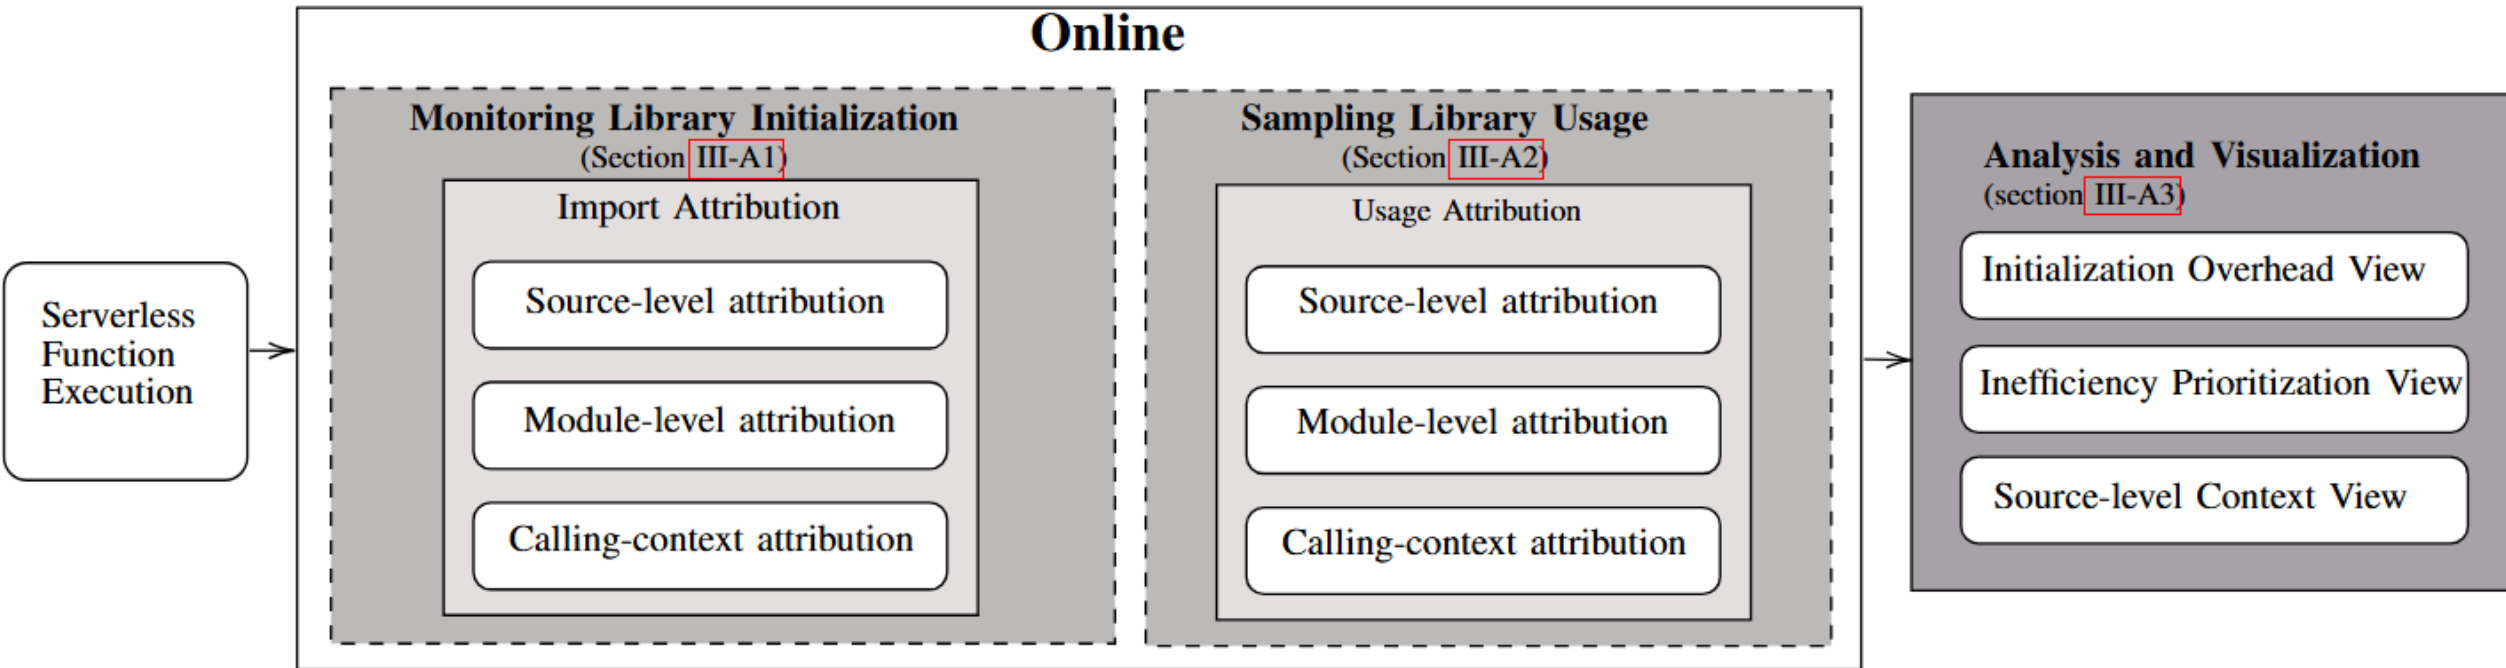 Online
Serverless
Function
Execution
Monitoring Library Initialization
(Section III-A1)
Import Attribution
Source-level attribution
Module-level attribution
Calling-context attribution
Sampling Library Usage
(Section III-A2)
Usage Attribution
Source-level attribution
Module-level attribution
Calling-context attribution
Analysis and Visualization
(section III-A3)
Initialization Overhead View
Inefficiency Prioritization View
Source-level Context View